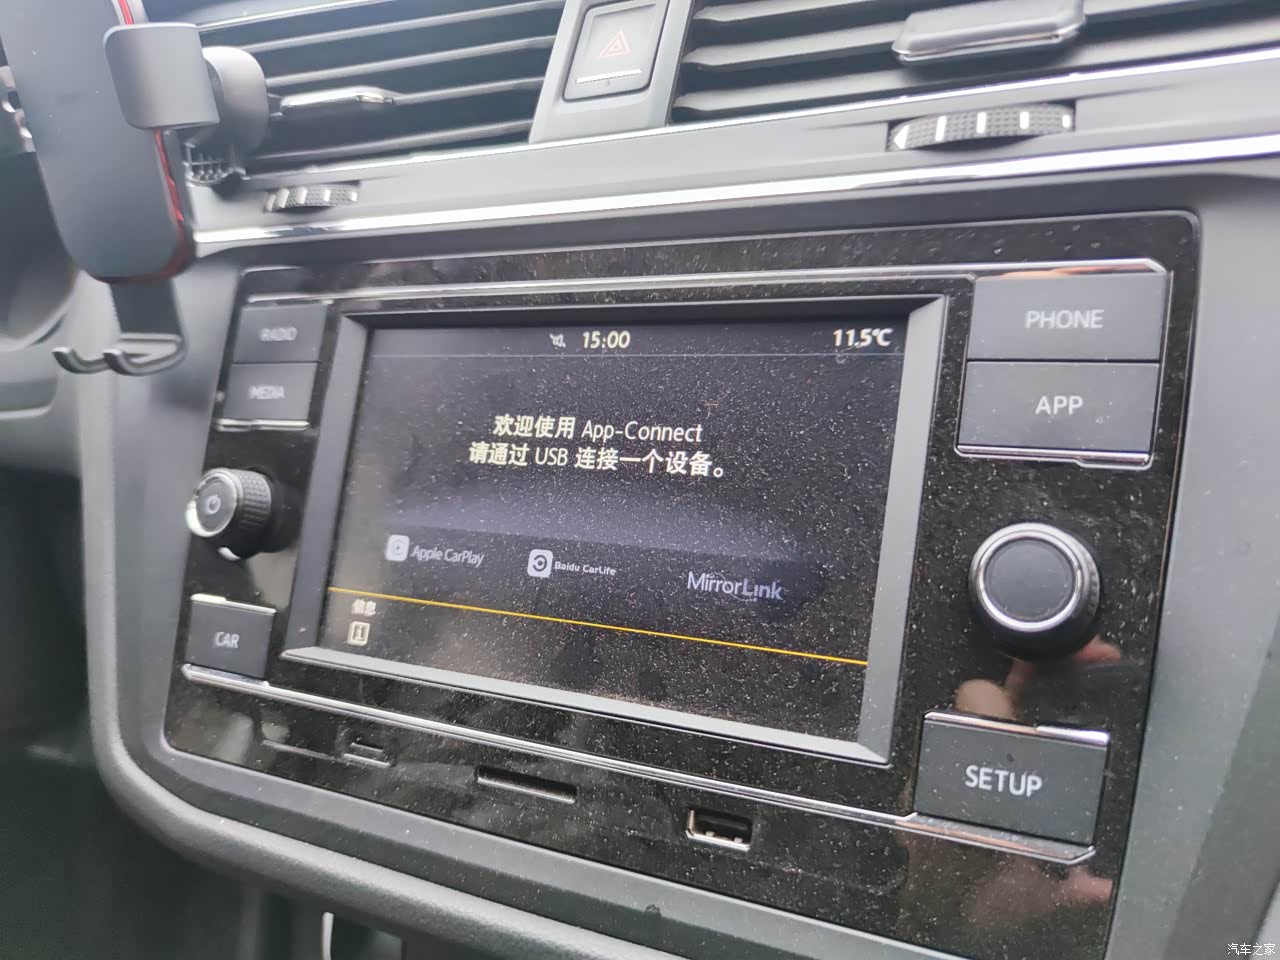 RADIO
MEDIA
CAR
15:00
11.5℃
欢迎使用 App-Connect
请通过 USB 连接一个设备。
Apple CarPlay
Baidu CarLife
MirrorLink
信息
i
PHONE
APP
SETUP
汽车之家